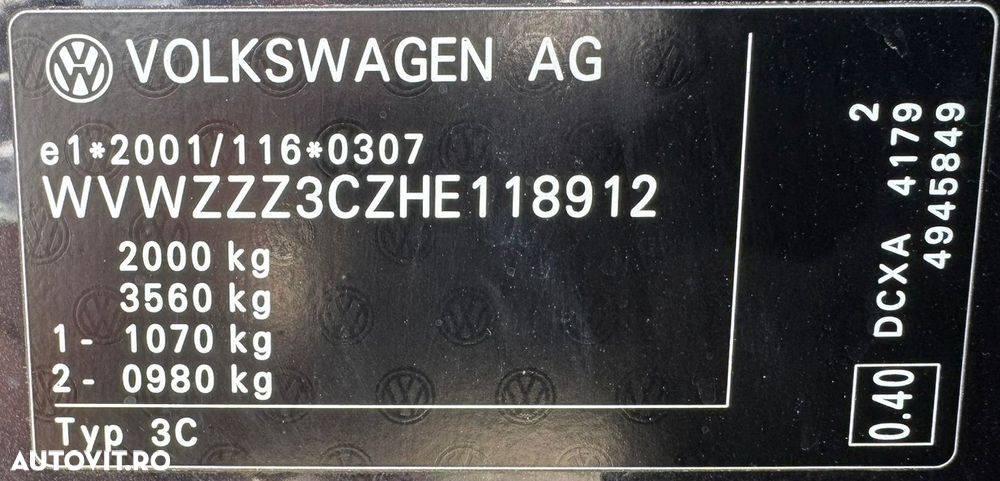 VOLKSWAGEN AG
e1*2001/116*0307
WVWZZZ3CZHE118912
2000 kg
3560 kg
1- 1070 kg
2- 0980 kg
Typ 3C
2
DCXA 4179
4945849
0.40
AUTOVIT.RO